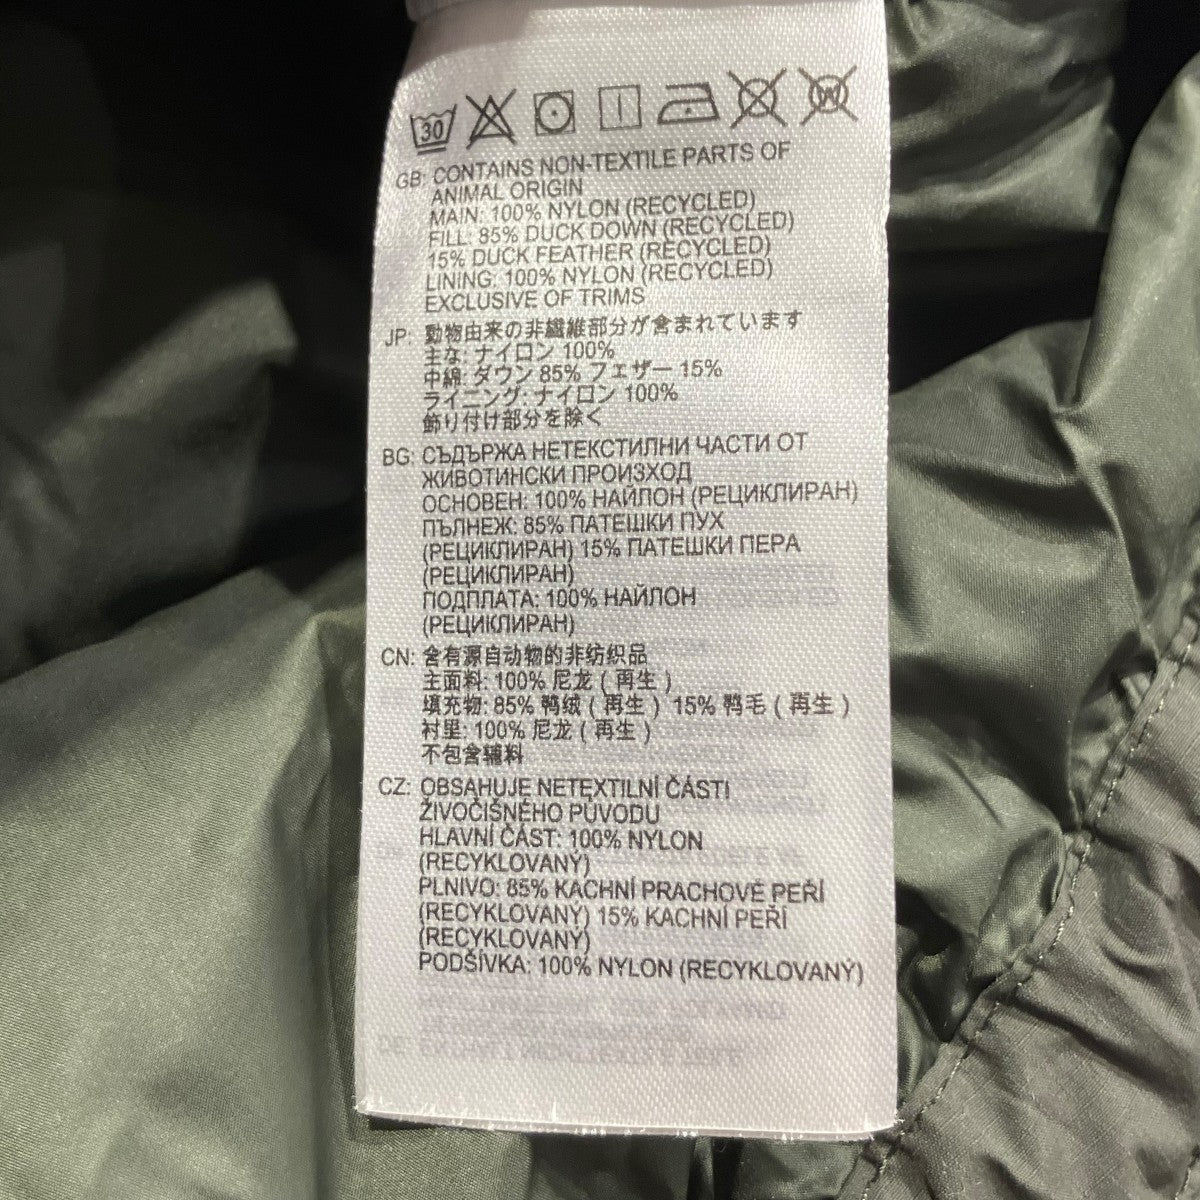 30 W
GB: CONTAINS NON-TEXTILE PARTS OF
ANIMAL ORIGIN
MAIN: 100% NYLON (RECYCLED)
FILL: 85% DUCK DOWN (RECYCLED)
15% DUCK FEATHER (RECYCLED)
LINING: 100% NYLON (RECYCLED)
EXCLUSIVE OF TRIMS
JP: 動物由来の非繊維部分が含まれています
主な: ナイロン 100%
中綿: ダウン 85% フェザー 15%
ライニング: ナイロン 100%
飾り付け部分を除く
BG: СЪДЪРЖА НЕТЕКСТИЛНИ ЧАСТИ ОТ
ЖИВОТИНСКИ ПРОИЗХОД
ОСНОВЕН: 100% НАЙЛОН (РЕЦИКЛИРАН)
ПЪЛНЕЖ: 85% ПАТЕШКИ ПУХ
(РЕЦИКЛИРАН) 15% ПАТЕШКИ ПЕРА
(РЕЦИКЛИРАН)
ПОДПЛАТА: 100% НАЙЛОН
(РЕЦИКЛИРАН)
CN: 含有源自动物的非纺织品
主面料: 100% 尼龙 ( 再生 )
填充物: 85% 鸭绒 ( 再生 ) 15% 鸭毛 ( 再生 )
衬里: 100% 尼龙 ( 再生 )
不包含辅料
CZ: OBSAHUJE NETEXTILNÍ ČÁSTI
ŽIVOČIŠNÉHO PŮVODU
HLAVNÍ ČÁST: 100% NYLON
(RECYKLOVANÝ)
PLNIVO: 85% KACHNÍ PRACHOVÉ PEŘÍ
(RECYKLOVANÝ) 15% KACHNÍ PEŘÍ
(RECYKLOVANÝ)
PODŠÍVKA: 100% NYLON (RECYKLOVANÝ)